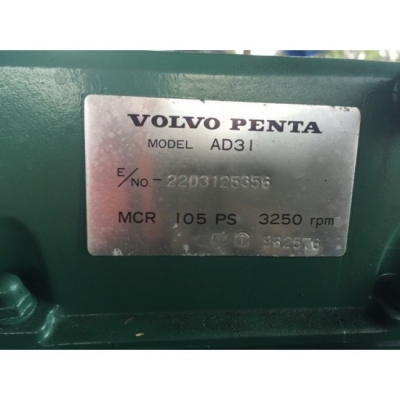 VOLVO PENTA
MODEL AD31
E/NO.-2203125356
MCR 105 PS 3250 rpm